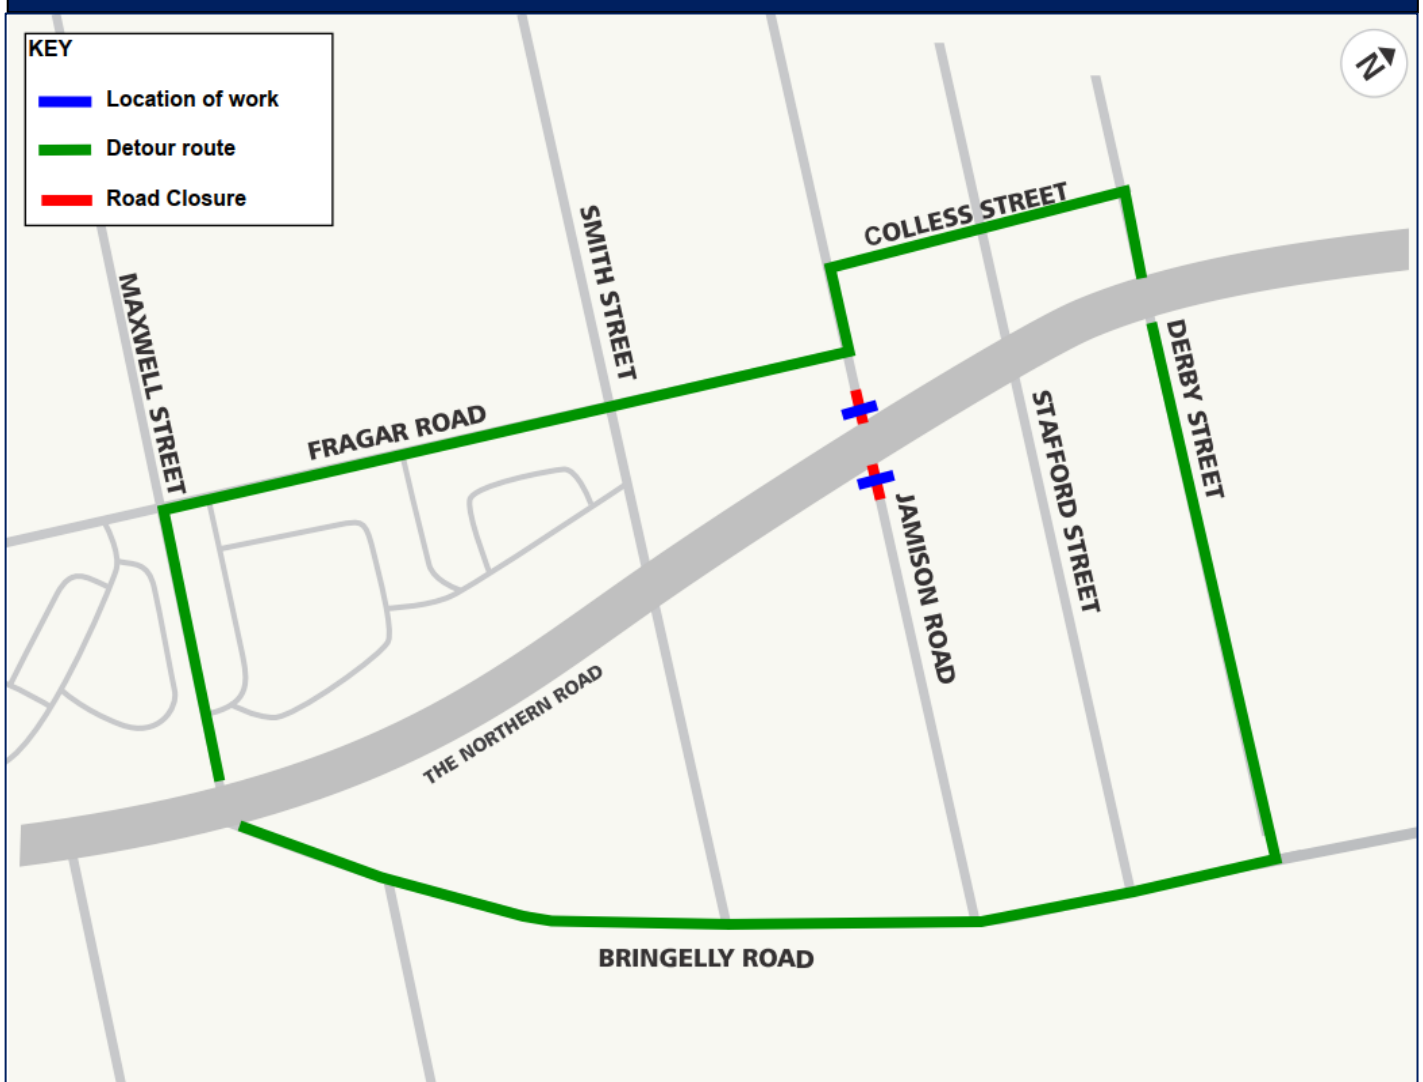 KEY
Location of work
Detour route
Road Closure
N
COLLESS STREET
SMITH STREET
MAXWELL STREET
FRAGAR ROAD
DERBY STREET
STAFFORD STREET
JAMISON ROAD
THE NORTHERN ROAD
BRINGELLY ROAD